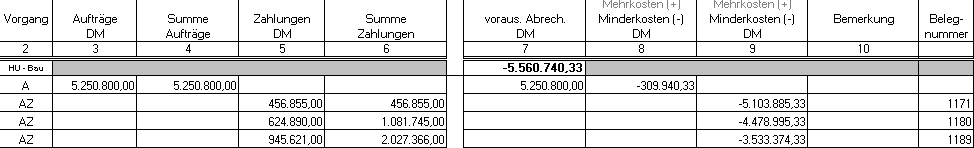 Mehrkosten (+) Mehrkosten (+)
Vorgang Aufträge Summe Zahlungen Summe voraus. Abrech. Minderkosten (-) Minderkosten (-) Bemerkung Beleg-
DM Aufträge DM Zahlungen DM DM DM nummer
2 3 4 5 6 7 8 9 10
HU - Bau -5.560.740,33
A 5.250.800,00 5.250.800,00 5.250.800,00 -309.940,33
AZ 456.855,00 456.855,00 -5.103.885,33 1171
AZ 624.890,00 1.081.745,00 -4.478.995,33 1180
AZ 945.621,00 2.027.366,00 -3.533.374,33 1189